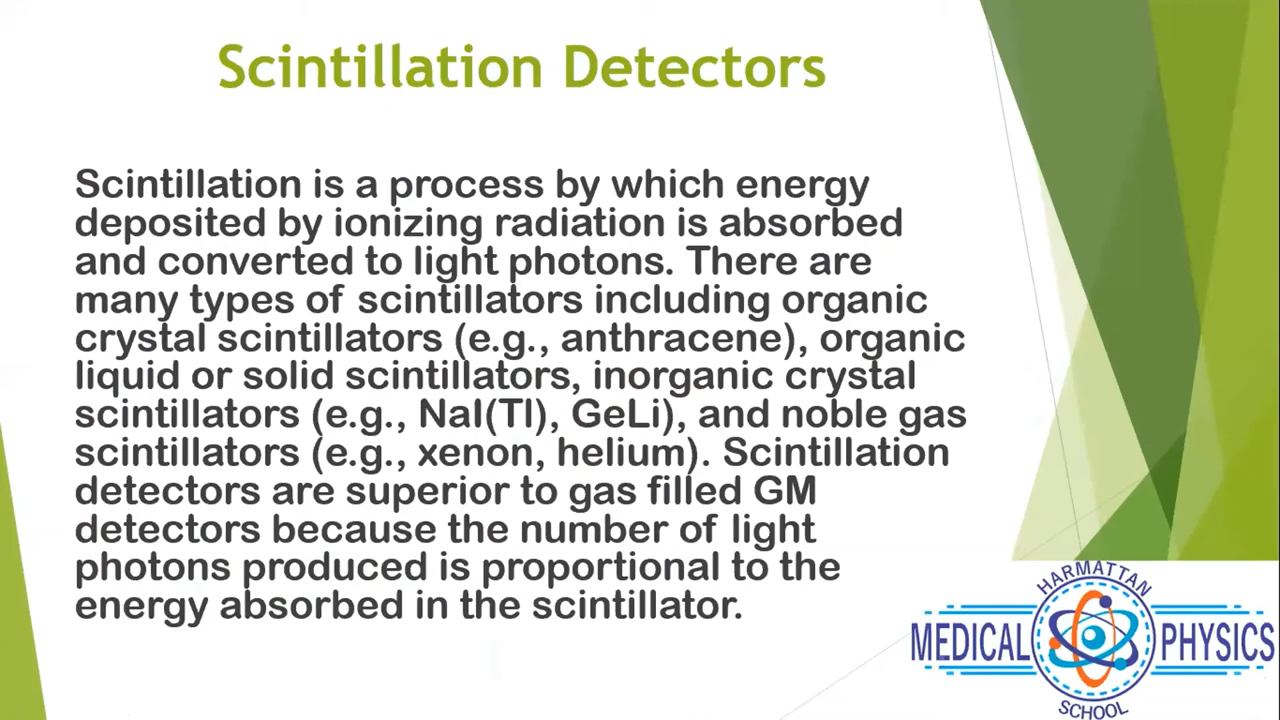 Scintillation Detectors
Scintillation is a process by which energy
deposited by ionizing radiation is absorbed
and converted to light photons. There are
many types of scintillators including organic
crystal scintillators (e.g., anthracene), organic
liquid or solid scintillators, inorganic crystal
scintillators (e.g., NaI(Tl), GeLi), and noble gas
scintillators (e.g., xenon, helium). Scintillation
detectors are superior to gas filled GM
detectors because the number of light
photons produced is proportional to the
energy absorbed in the scintillator.
HARMATTAN
MEDICAL PHYSICS
SCHOOL